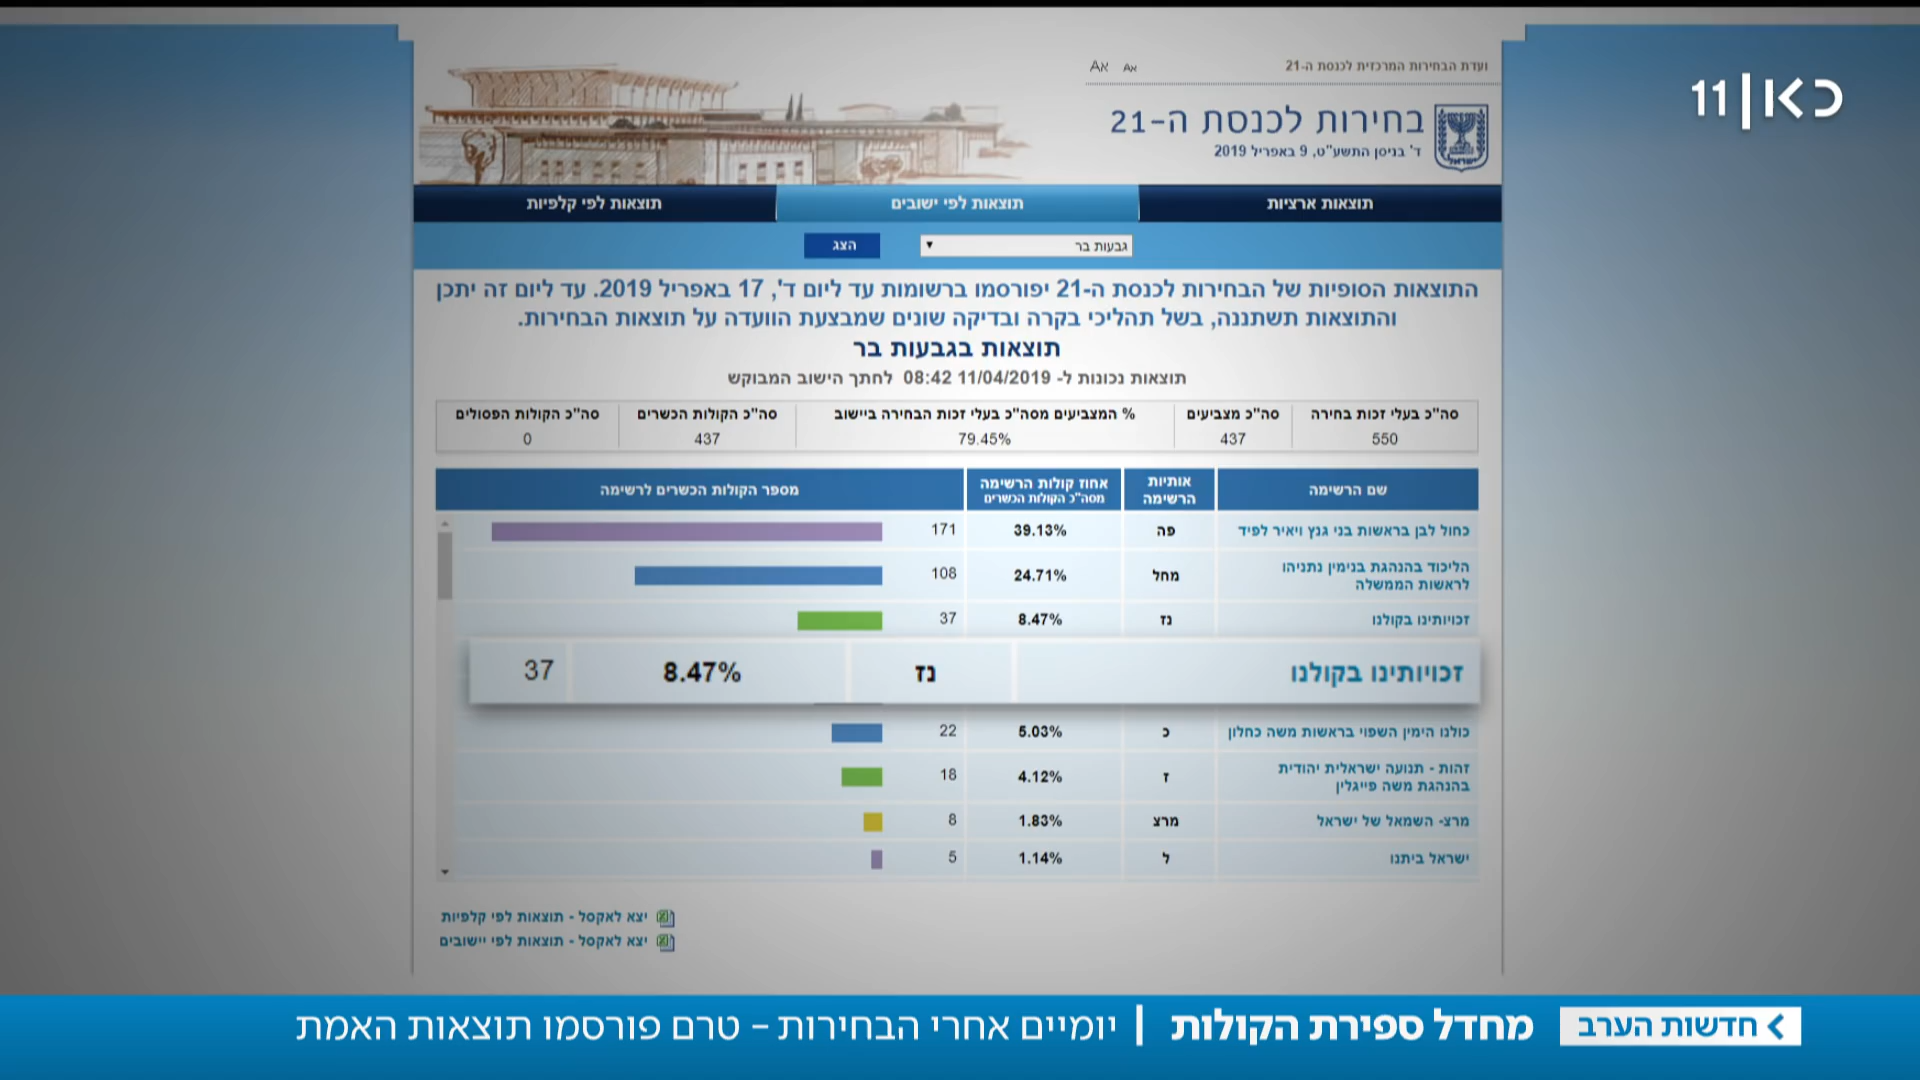 ועדת הבחירות המרכזית לכנסת ה-21
אA אA
כאן 11
בחירות לכנסת ה-21
ד' בניסן התשע"ט, 9 באפריל 2019
תוצאות ארציות
תוצאות לפי ישובים
תוצאות לפי קלפיות
גבעות בר
הצג
התוצאות הסופיות של הבחירות לכנסת ה-21 יפורסמו ברשומות עד ליום ד', 17 באפריל 2019. עד ליום זה יתכן
והתוצאות תשתננה, בשל תהליכי בקרה ובדיקה שונים שמבצעת הוועדה על תוצאות הבחירות.
תוצאות בגבעות בר
תוצאות נכונות ל- 11/04/2019 08:42 לחתך הישוב המבוקש
סה"כ בעלי זכות בחירה סה"כ מצביעים % המצביעים מסה"כ בעלי זכות הבחירה ביישוב סה"כ הקולות הכשרים סה"כ הקולות הפסולים
550 437 79.45% 437 0
שם הרשימה אותיות הרשימה אחוז קולות הרשימה מסה"כ הקולות הכשרים מספר הקולות הכשרים לרשימה
כחול לבן בראשות בני גנץ ויאיר לפיד פה 39.13% 171
הליכוד בהנהגת בנימין נתניהו
לראשות הממשלה מחל 24.71% 108
זכויותינו בקולנו נז 8.47% 37
זכויותינו בקולנו נז 8.47% 37
כולנו הימין השפוי בראשות משה כחלון כ 5.03% 22
זהות - תנועה ישראלית יהודית
בהנהגת משה פייגלין ז 4.12% 18
מרצ- השמאל של ישראל מרצ 1.83% 8
ישראל ביתנו ל 1.14% 5
יצא לאקסל - תוצאות לפי קלפיות
יצא לאקסל - תוצאות לפי יישובים
חדשות הערב
מחדל ספירת הקולות | יומיים אחרי הבחירות – טרם פורסמו תוצאות האמת